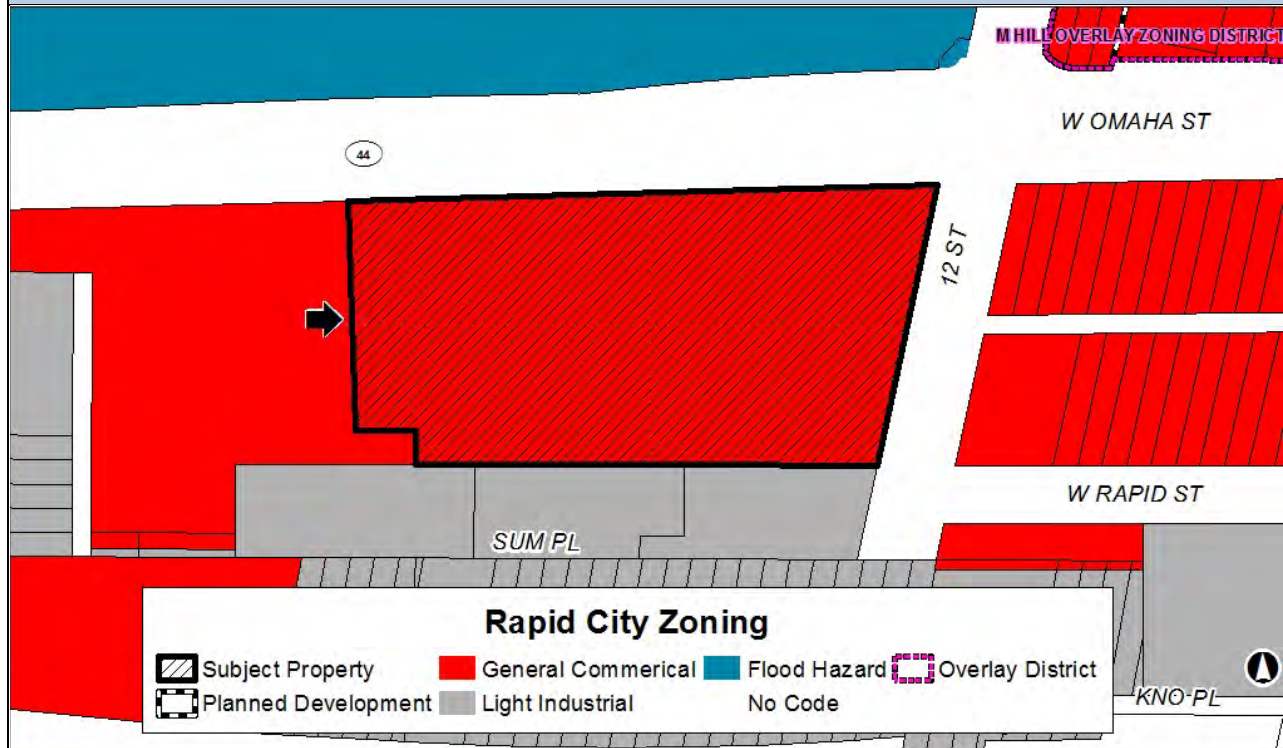 M HILL OVERLAY ZONING DISTRICT
W OMAHA ST
44
12 ST
W RAPID ST
SUM PL
Rapid City Zoning
Subject Property General Commerical Flood Hazard Overlay District
Planned Development Light Industrial No Code
KNO PL